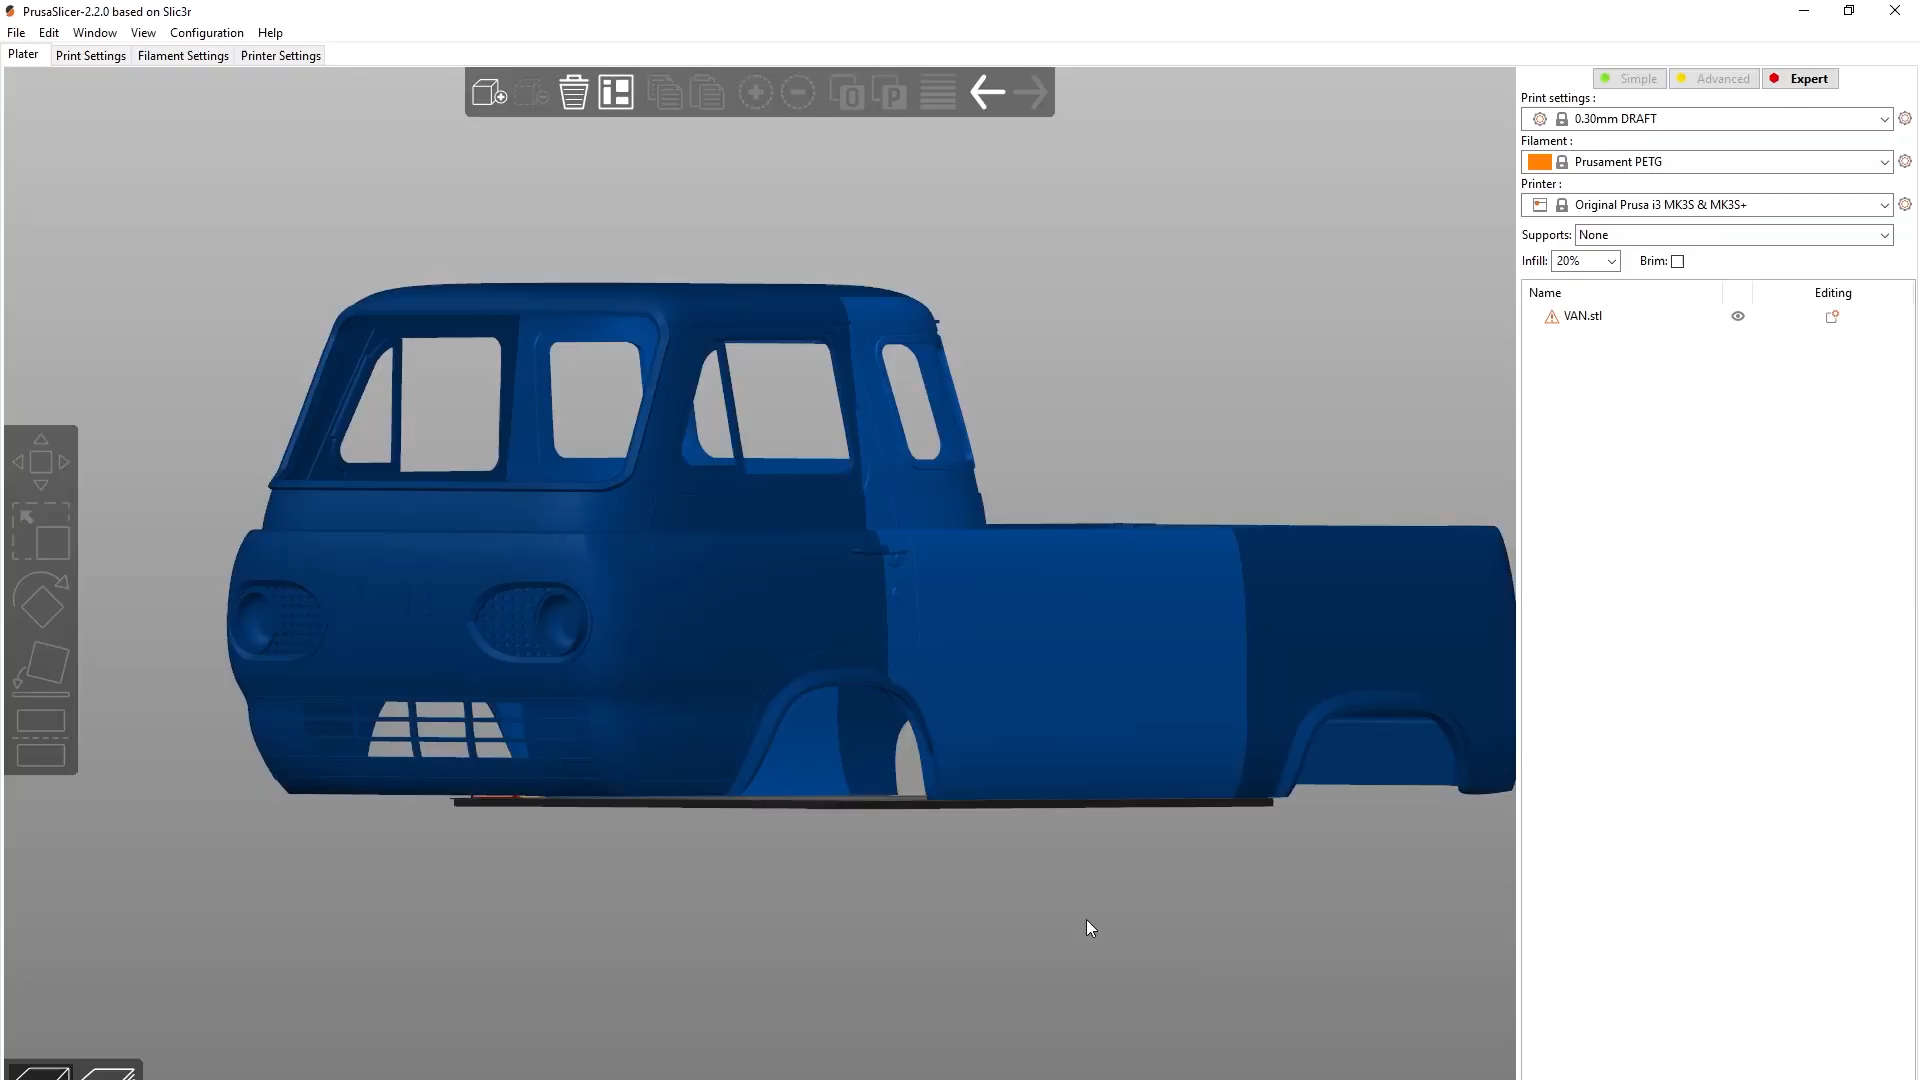 PrusaSlicer-2.2.0 based on Slic3r
File Edit Window View Configuration Help
Plater Print Settings Filament Settings Printer Settings
Simple Advanced Expert
Print settings :
0.30mm DRAFT
Filament :
Prusament PETG
Printer :
Original Prusa i3 MK3S & MK3S+
Supports: None
Infill: 20% Brim:
Name Editing
VAN.stl
O P